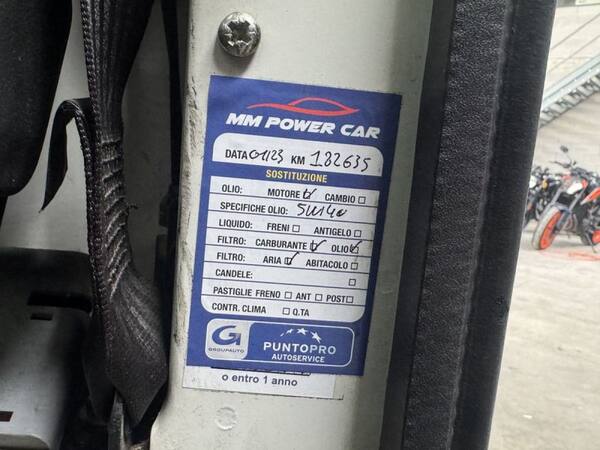 MM POWER CAR
DATA 01/23 KM 182635
SOSTITUZIONE
OLIO: MOTORE CAMBIO
SPECIFICHE OLIO: 5W40
LIQUIDO: FRENI ANTIGELO
FILTRO: CARBURANTE OLIO
FILTRO: ARIA ABITACOLO
CANDELE:
PASTIGLIE FRENO ANT POST
CONTR. CLIMA Q.TA
G GROUPAUTO
PUNTOPRO
AUTOSERVICE
o entro 1 anno